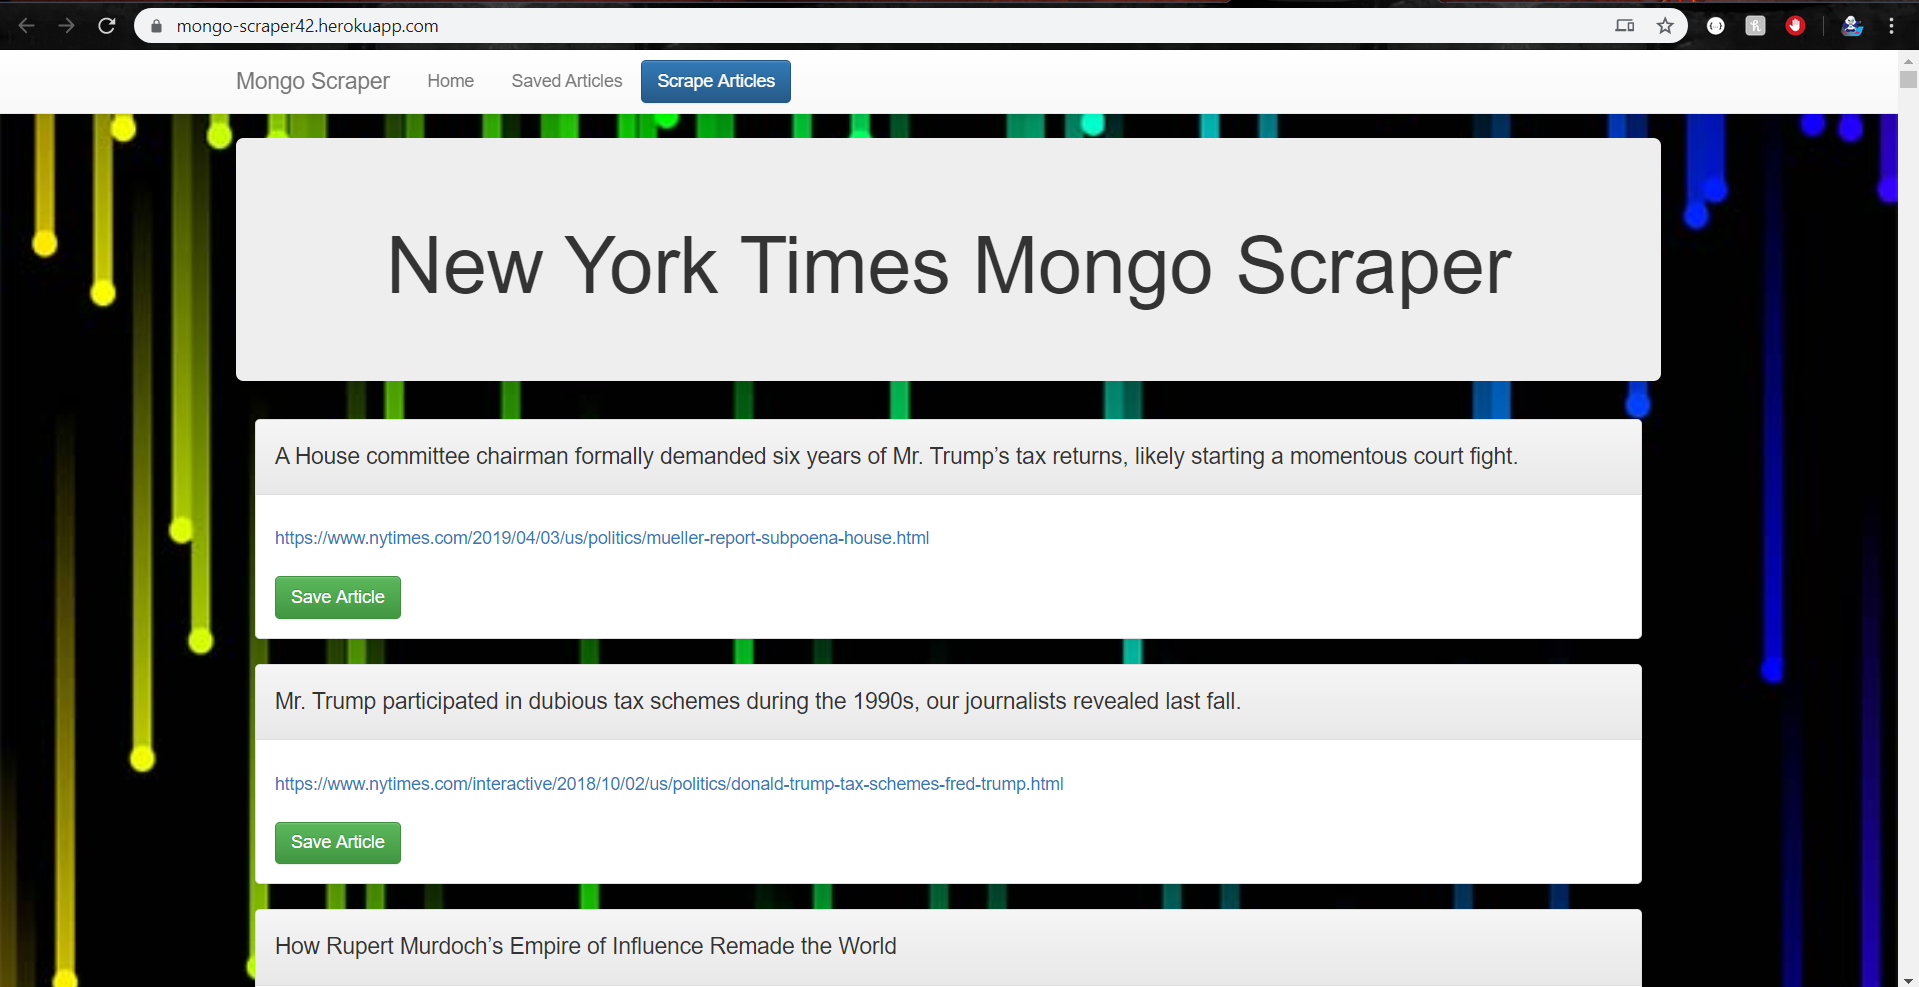 mongo-scraper42.herokuapp.com
Mongo Scraper Home Saved Articles Scrape Articles
New York Times Mongo Scraper
A House committee chairman formally demanded six years of Mr. Trump’s tax returns, likely starting a momentous court fight.
https://www.nytimes.com/2019/04/03/us/politics/mueller-report-subpoena-house.html
Save Article
Mr. Trump participated in dubious tax schemes during the 1990s, our journalists revealed last fall.
https://www.nytimes.com/interactive/2018/10/02/us/politics/donald-trump-tax-schemes-fred-trump.html
Save Article
How Rupert Murdoch’s Empire of Influence Remade the World